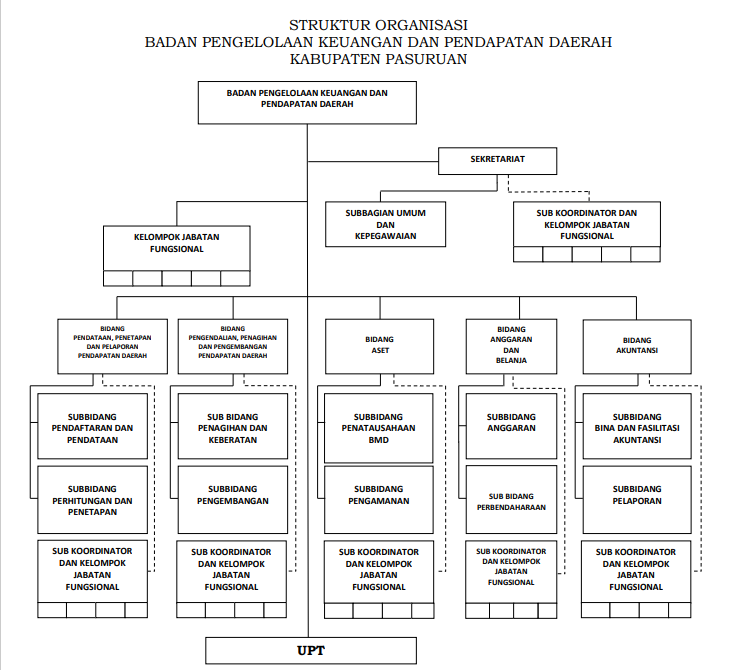 STRUKTUR ORGANISASI
BADAN PENGELOLAAN KEUANGAN DAN PENDAPATAN DAERAH
KABUPATEN PASURUAN
BADAN PENGELOLAAN KEUANGAN DAN
PENDAPATAN DAERAH
SEKRETARIAT
KELOMPOK JABATAN
FUNGSIONAL
SUBBAGIAN UMUM
DAN
KEPEGAWAIAN
SUB KOORDINATOR DAN
KELOMPOK JABATAN
FUNGSIONAL
BIDANG
PENDATAAN, PENETAPAN
DAN PELAPORAN
PENDAPATAN DAERAH
BIDANG
PENGENDALIAN, PENAGIHAN
DAN PENGEMBANGAN
PENDAPATAN DAERAH
BIDANG
ASET
BIDANG
ANGGARAN
DAN
BELANJA
BIDANG
AKUNTANSI
SUBBIDANG
PENDAFTARAN DAN
PENDATAAN
SUB BIDANG
PENAGIHAN DAN
KEBERATAN
SUBBIDANG
PENATAUSAHAAN
BMD
SUBBIDANG
ANGGARAN
SUBBIDANG
BINA DAN FASILITASI
AKUNTANSI
SUBBIDANG
PERHITUNGAN DAN
PENETAPAN
SUBBIDANG
PENGEMBANGAN
SUBBIDANG
PENGAMANAN
SUB BIDANG
PERBENDAHARAAN
SUBBIDANG
PELAPORAN
SUB KOORDINATOR
DAN KELOMPOK
JABATAN
FUNGSIONAL
SUB KOORDINATOR
DAN KELOMPOK
JABATAN
FUNGSIONAL
SUB KOORDINATOR
DAN KELOMPOK
JABATAN
FUNGSIONAL
SUB KOORDINATOR
DAN KELOMPOK
JABATAN
FUNGSIONAL
SUB KOORDINATOR
DAN KELOMPOK
JABATAN
FUNGSIONAL
UPT